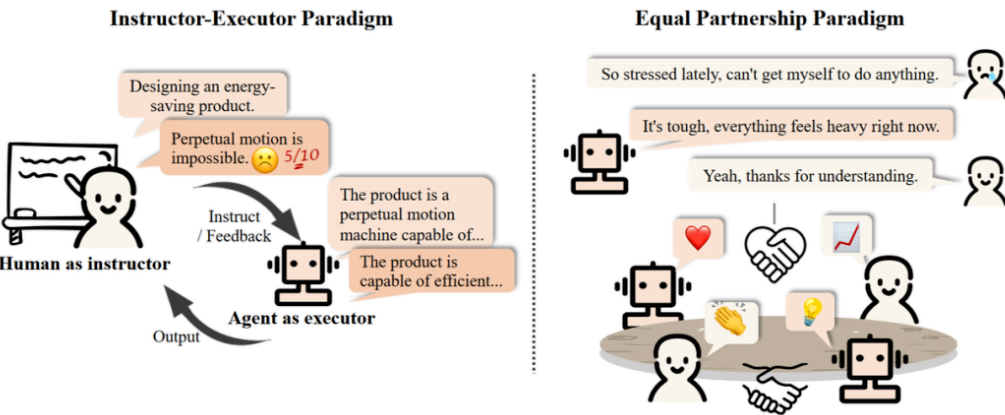 Instructor-Executor Paradigm
Designing an energy-
saving product.
Perpetual motion is
impossible. 5/10
Instruct
/ Feedback
The product is a
perpetual motion
machine capable of...
The product is
capable of efficient...
Human as instructor
Agent as executor
Output
Equal Partnership Paradigm
So stressed lately, can't get myself to do anything.
It's tough, everything feels heavy right now.
Yeah, thanks for understanding.